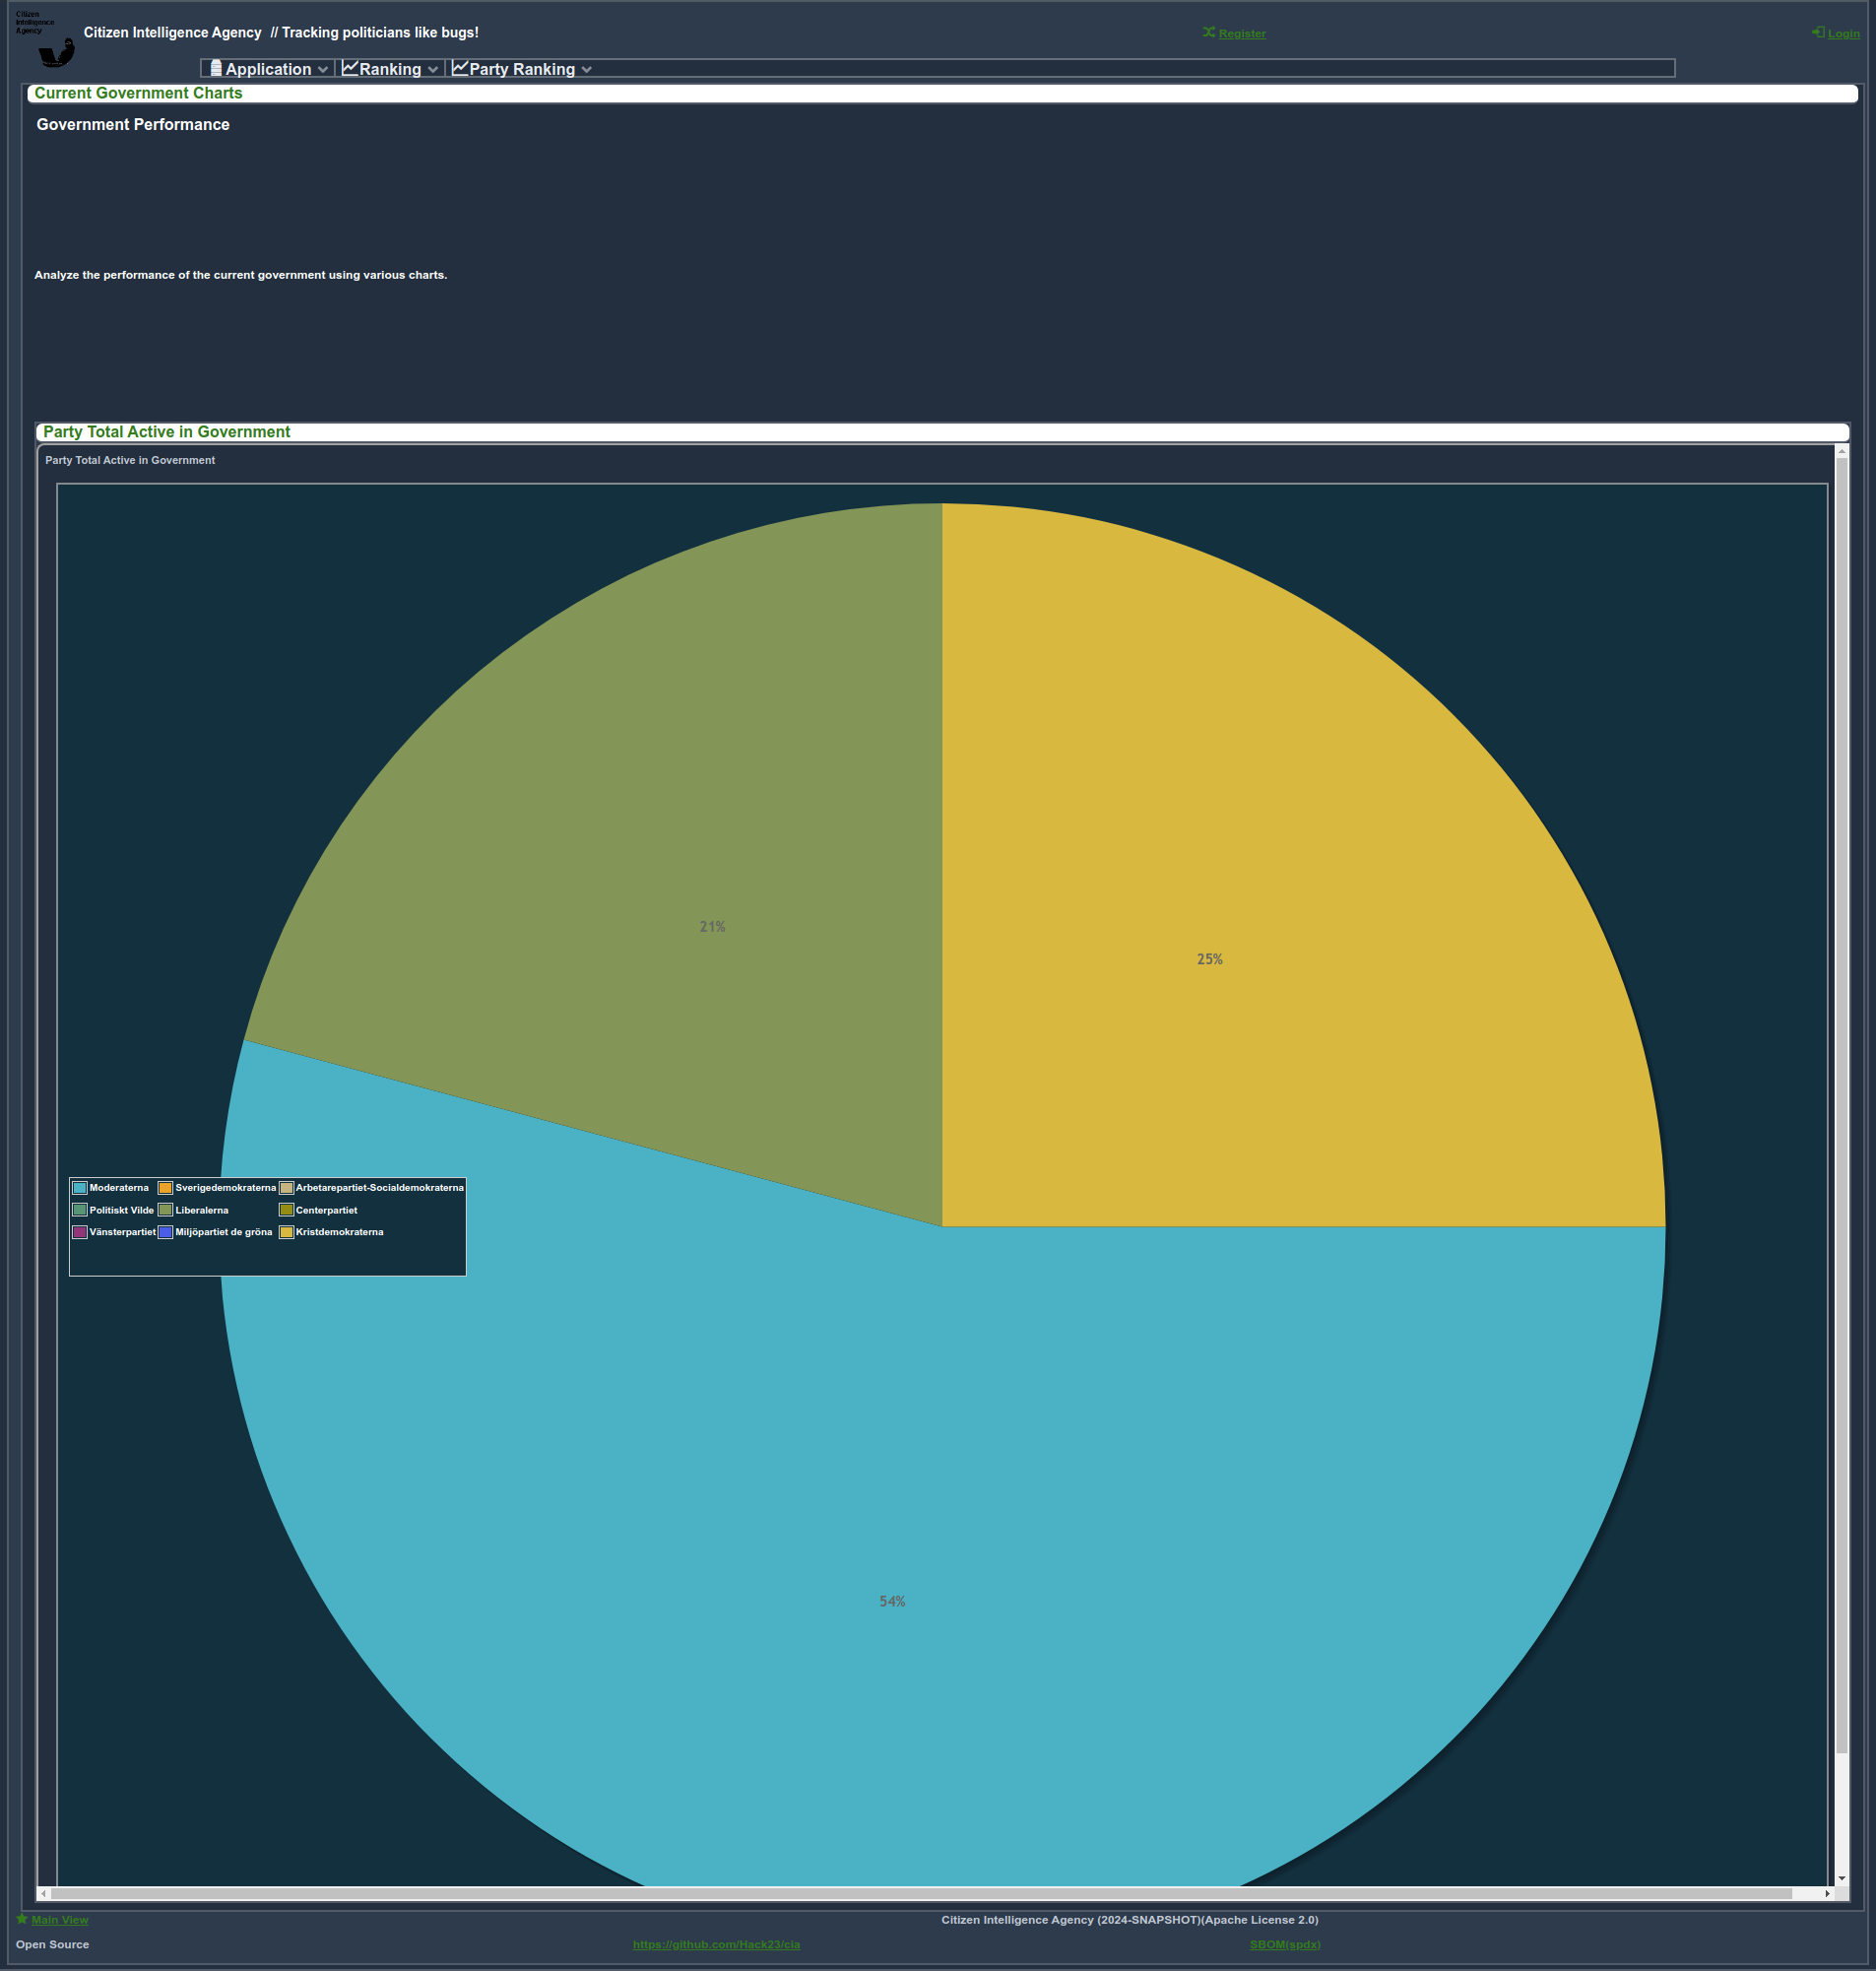 Citizen
Intelligence
Agency
Citizen Intelligence Agency // Tracking politicians like bugs!
Register
Login
Application
Ranking
Party Ranking
Current Government Charts
Government Performance
Analyze the performance of the current government using various charts.
Party Total Active in Government
Party Total Active in Government
21%
25%
Moderaterna Sverigedemokraterna Arbetarepartiet-Socialdemokraterna
Politiskt Vilde Liberalerna Centerpartiet
Vänsterpartiet Miljöpartiet de gröna Kristdemokraterna
54%
Main View
Citizen Intelligence Agency (2024-SNAPSHOT)(Apache License 2.0)
Open Source
https://github.com/Hack23/cia
SBOM(spdx)